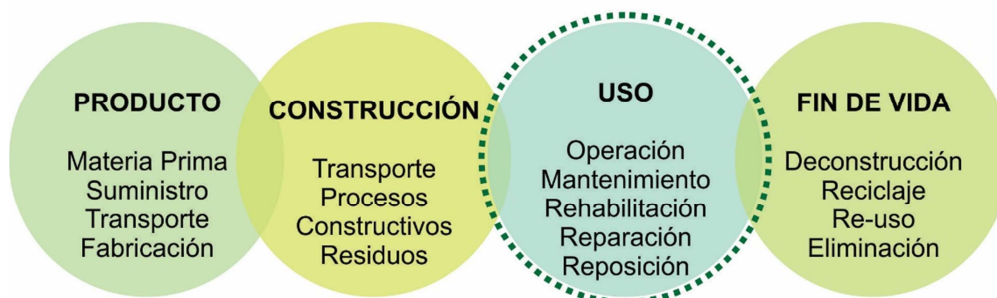 PRODUCTO
Materia Prima
Suministro
Transporte
Fabricación
CONSTRUCCIÓN
Transporte
Procesos
Constructivos
Residuos
USO
Operación
Mantenimiento
Rehabilitación
Reparación
Reposición
FIN DE VIDA
Deconstrucción
Reciclaje
Re-uso
Eliminación